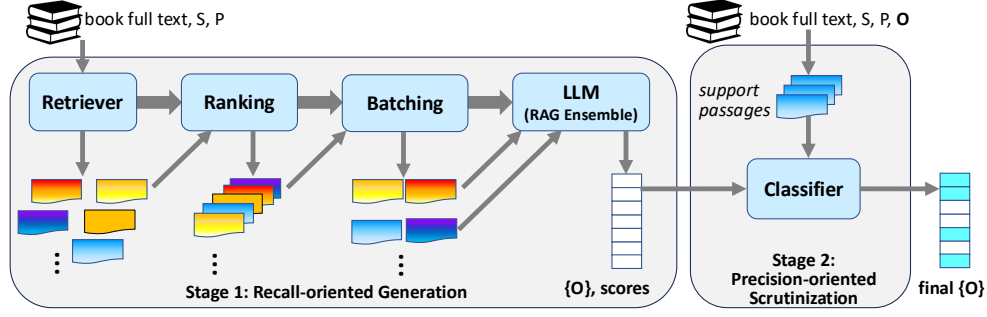 book full text, S, P
book full text, S, P, O
Retriever
Ranking
Batching
LLM
(RAG Ensemble)
support
passages
Classifier
Stage 1: Recall-oriented Generation
{O}, scores
Stage 2:
Precision-oriented
Scrutinization
final {O}